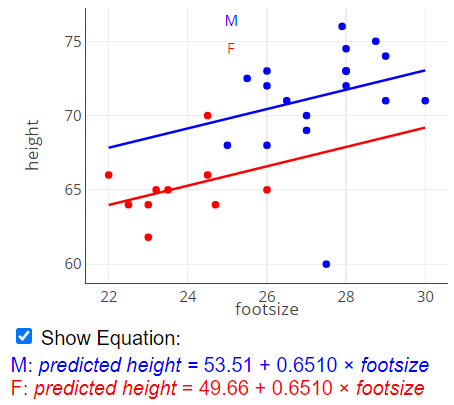 M
F
75
70
65
60
height
22 24 26 28 30
footsize
Show Equation:
M: predicted height = 53.51 + 0.6510 × footsize
F: predicted height = 49.66 + 0.6510 × footsize